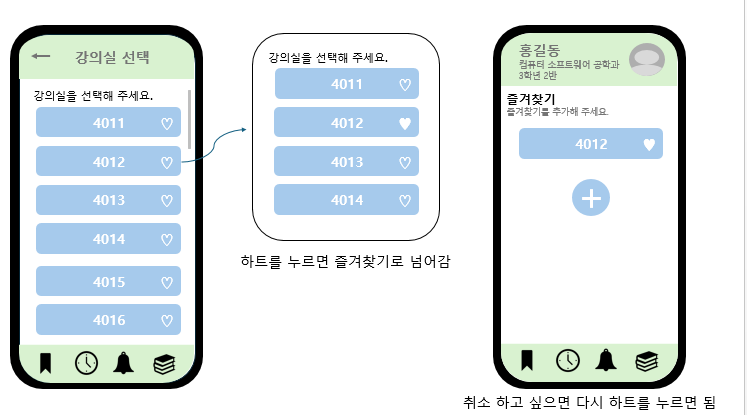 강의실 선택
강의실을 선택해 주세요.
4011
4012
4013
4014
4015
4016
강의실을 선택해 주세요.
4011
4012
4013
4014
하트를 누르면 즐겨찾기로 넘어감
홍길동
컴퓨터 소프트웨어 공학과
3학년 2반
즐겨찾기
즐겨찾기를 추가해 주세요.
4012
취소 하고 싶으면 다시 하트를 누르면 됨